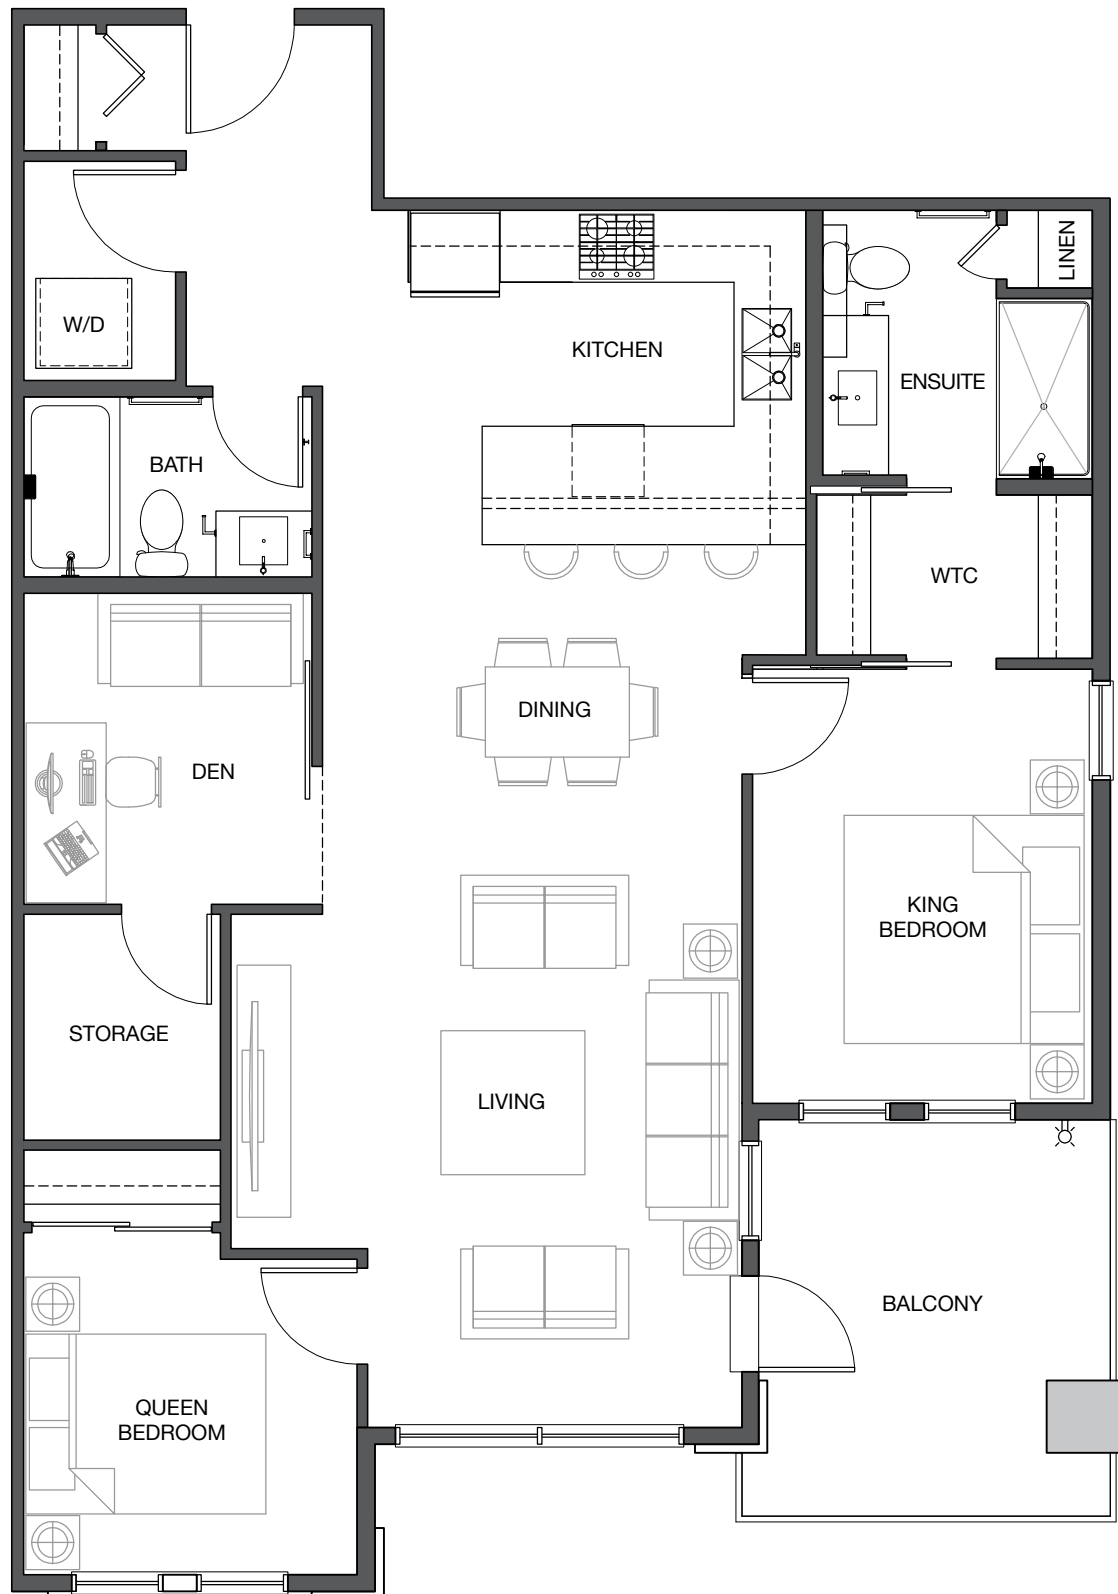 LINEN
W/D
KITCHEN
ENSUITE
BATH
WTC
DINING
DEN
KING
BEDROOM
STORAGE
LIVING
BALCONY
QUEEN
BEDROOM